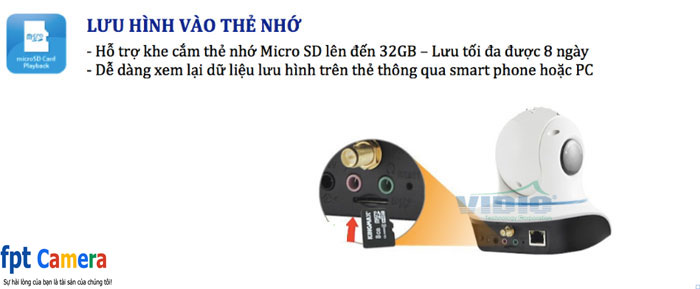 LƯU HÌNH VÀO THẺ NHỚ
microSD Card
Playback
- Hỗ trợ khe cắm thẻ nhớ Micro SD lên đến 32GB – Lưu tối đa được 8 ngày
- Dễ dàng xem lại dữ liệu lưu hình trên thẻ thông qua smart phone hoặc PC
KINGMAX
8GB
VIDIC
fpt Camera
Sự hài lòng của bạn là tài sản của chúng tôi!